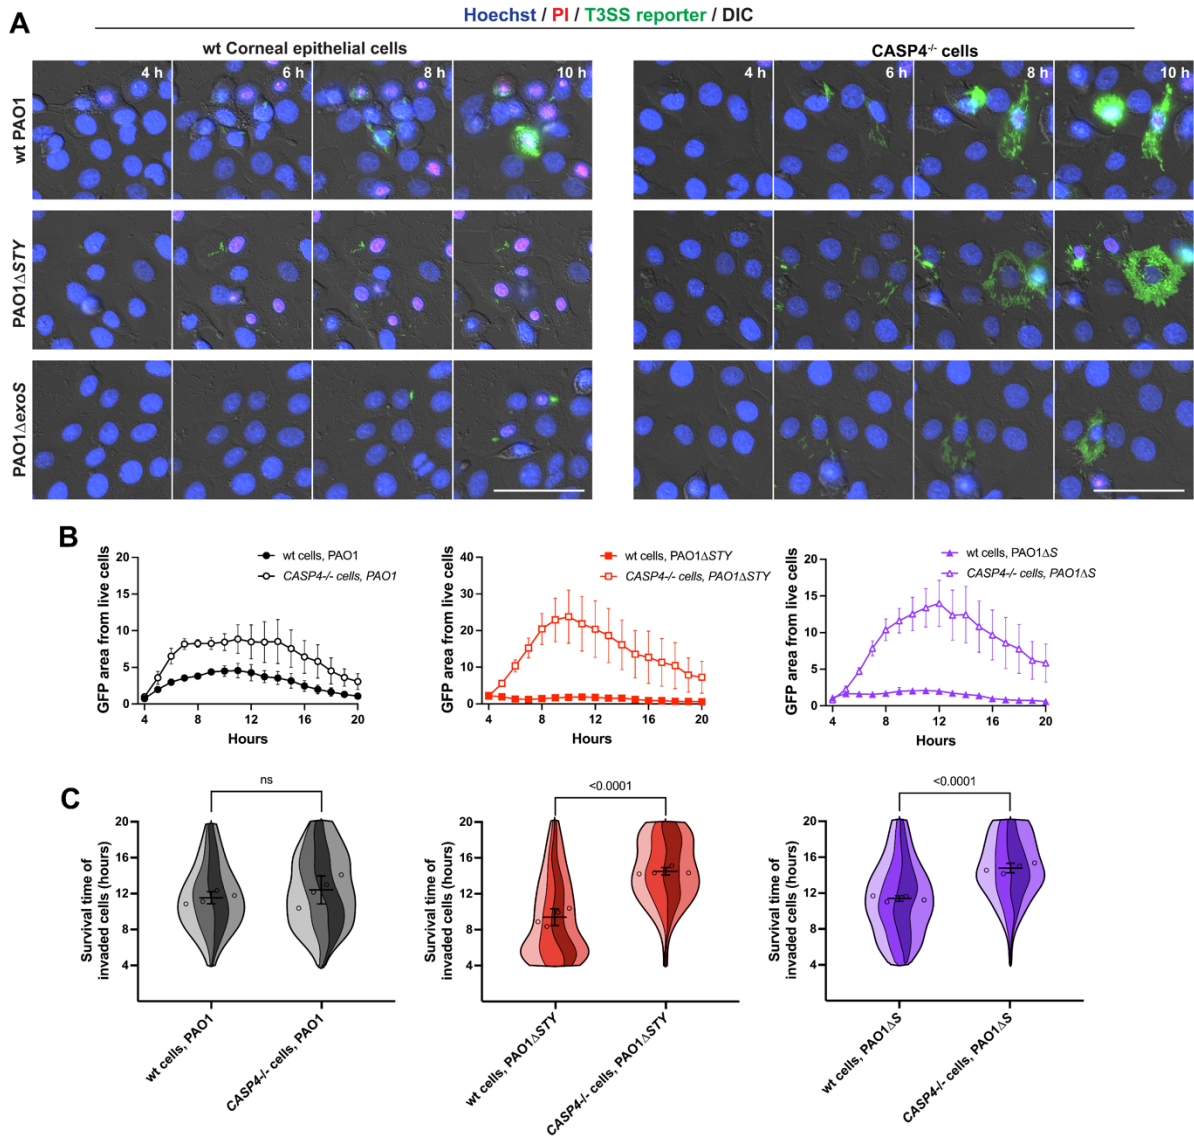 Hoechst / PI / T3SS reporter / DIC
A
wt Corneal epithelial cells
CASP4-/- cells
4 h
6 h
8 h
10 h
4 h
6 h
8 h
10 h
wt PAO1
PAO1ΔSTY
PAO1ΔexoS
B
GFP area from live cells
20
15
10
5
0
4
8
12
16
20
Hours
wt cells, PAO1
CASP4-/- cells, PAO1
GFP area from live cells
40
30
20
10
0
4
8
12
16
20
Hours
wt cells, PAO1ΔSTY
CASP4-/- cells, PAO1ΔSTY
GFP area from live cells
20
15
10
5
0
4
8
12
16
20
Hours
wt cells, PAO1ΔS
CASP4-/- cells, PAO1ΔS
C
Survival time of
invaded cells (hours)
20
16
12
8
4
ns
wt cells, PAO1
CASP4-/- cells, PAO1
Survival time of
invaded cells (hours)
20
16
12
8
4
<0.0001
wt cells, PAO1ΔSTY
CASP4-/- cells, PAO1ΔSTY
Survival time of
invaded cells (hours)
20
16
12
8
4
<0.0001
wt cells, PAO1ΔS
CASP4-/- cells, PAO1ΔS